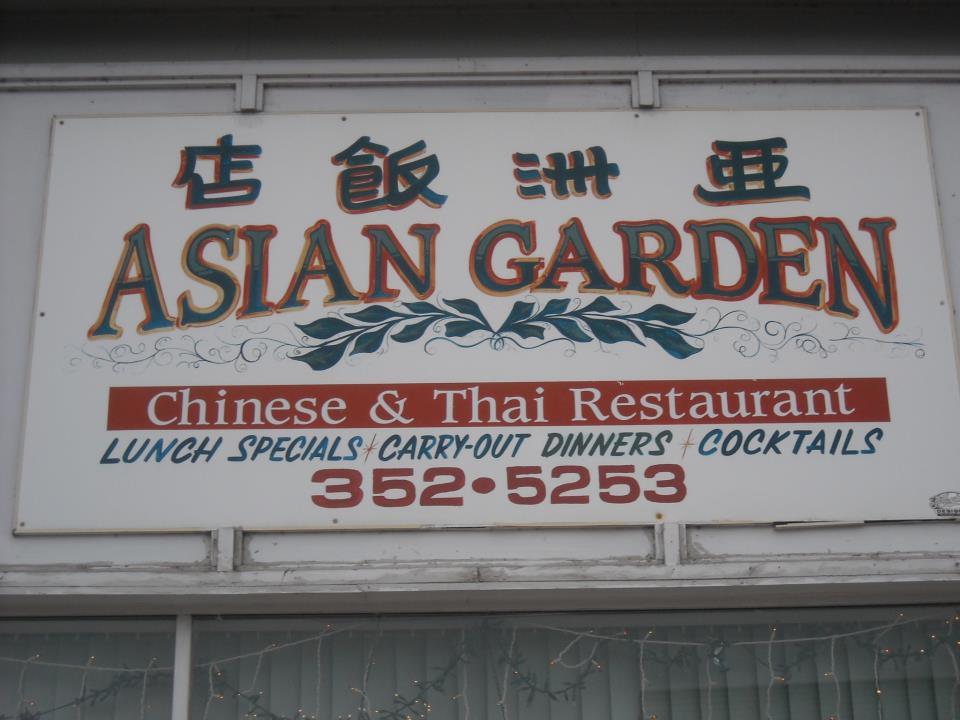 亜洲飯店
ASIAN GARDEN
Chinese & Thai Restaurant
LUNCH SPECIALS CARRY-OUT DINNERS COCKTAILS
352•5253